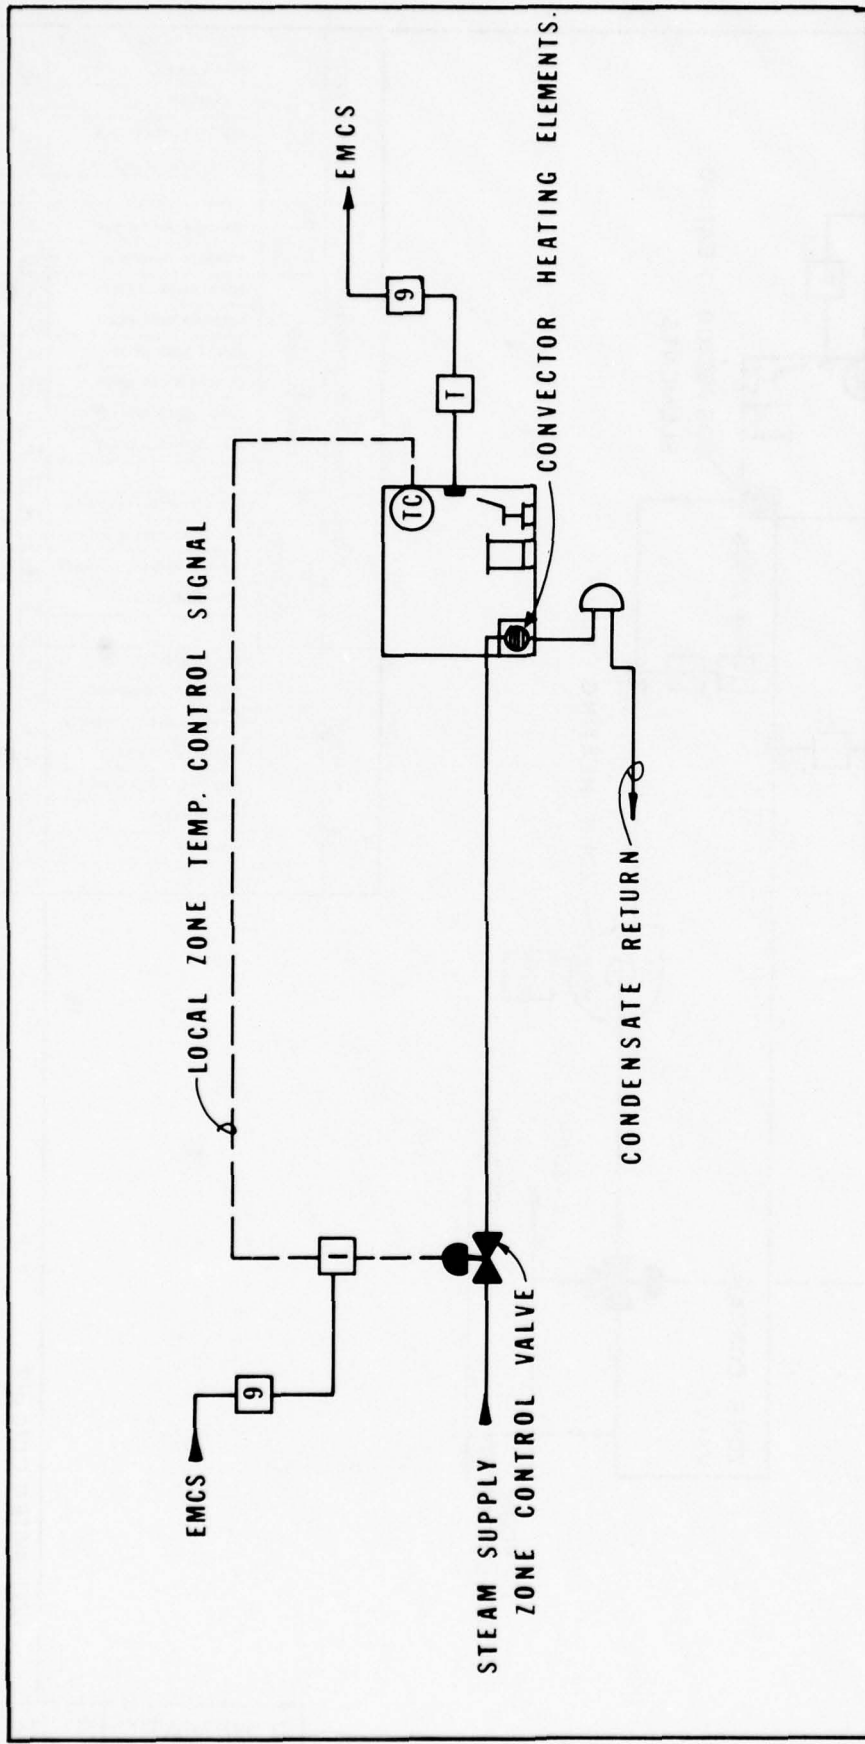 EMCS
9
1
LOCAL ZONE TEMP. CONTROL SIGNAL
EMCS
9
T
TC
CONVECTOR HEATING ELEMENTS.
STEAM SUPPLY
ZONE CONTROL VALVE
CONDENSATE RETURN